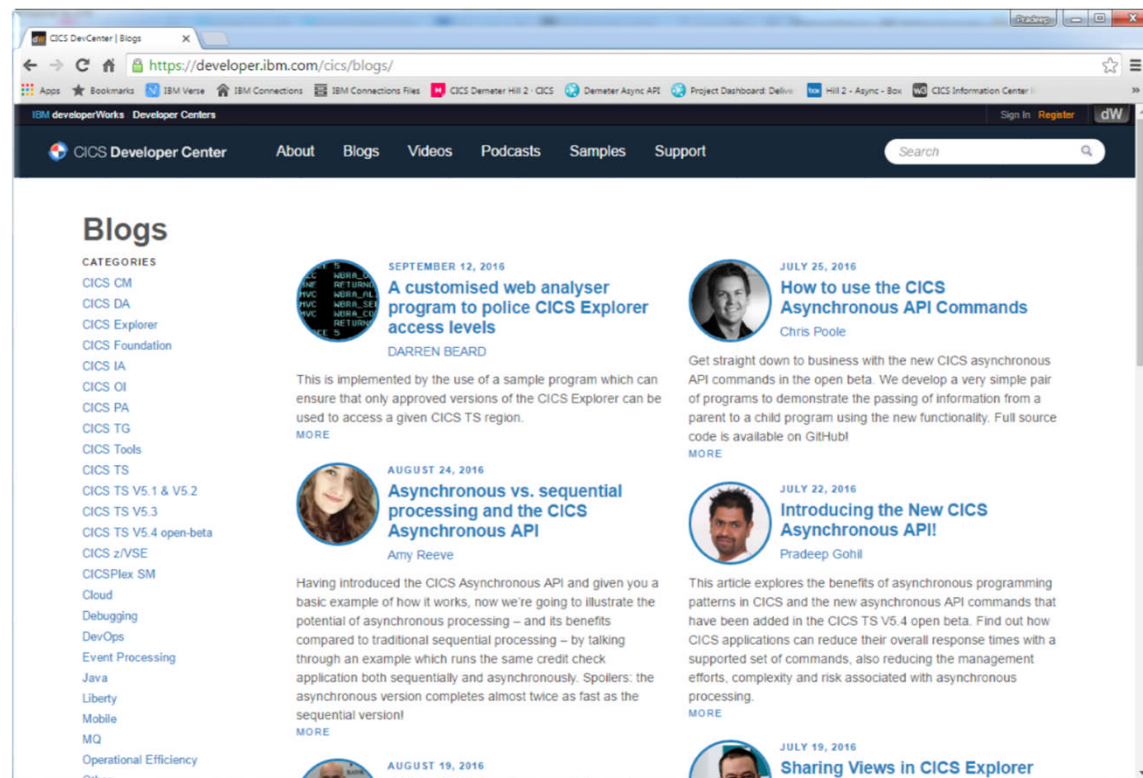 Pradeep
CICS DevCenter | Blogs
https://developer.ibm.com/cics/blogs/
Apps Bookmarks IBM Verse IBM Connections IBM Connections Files CICS Demeter Hill 2 - CICS Demeter Async API Project Dashboard: Delive Hill 2 - Async - Box CICS Information Center
IBM developerWorks Developer Centers
Sign In Register dW
CICS Developer Center About Blogs Videos Podcasts Samples Support Search
Blogs
CATEGORIES
CICS CM
CICS DA
CICS Explorer
CICS Foundation
CICS IA
CICS OI
CICS PA
CICS TG
CICS Tools
CICS TS
CICS TS V5.1 & V5.2
CICS TS V5.3
CICS TS V5.4 open-beta
CICS z/VSE
CICSPlex SM
Cloud
Debugging
DevOps
Event Processing
Java
Liberty
Mobile
MQ
Operational Efficiency
SEPTEMBER 12, 2016
A customised web analyser
program to police CICS Explorer
access levels
DARREN BEARD
This is implemented by the use of a sample program which can
ensure that only approved versions of the CICS Explorer can be
used to access a given CICS TS region.
MORE
AUGUST 24, 2016
Asynchronous vs. sequential
processing and the CICS
Asynchronous API
Amy Reeve
Having introduced the CICS Asynchronous API and given you a
basic example of how it works, now we're going to illustrate the
potential of asynchronous processing – and its benefits
compared to traditional sequential processing – by talking
through an example which runs the same credit check
application both sequentially and asynchronously. Spoilers: the
asynchronous version completes almost twice as fast as the
sequential version!
MORE
AUGUST 19, 2016
JULY 25, 2016
How to use the CICS
Asynchronous API Commands
Chris Poole
Get straight down to business with the new CICS asynchronous
API commands in the open beta. We develop a very simple pair
of programs to demonstrate the passing of information from a
parent to a child program using the new functionality. Full source
code is available on GitHub!
MORE
JULY 22, 2016
Introducing the New CICS
Asynchronous API!
Pradeep Gohil
This article explores the benefits of asynchronous programming
patterns in CICS and the new asynchronous API commands that
have been added in the CICS TS V5.4 open beta. Find out how
CICS applications can reduce their overall response times with a
supported set of commands, also reducing the management
efforts, complexity and risk associated with asynchronous
processing.
MORE
JULY 19, 2016
Sharing Views in CICS Explorer